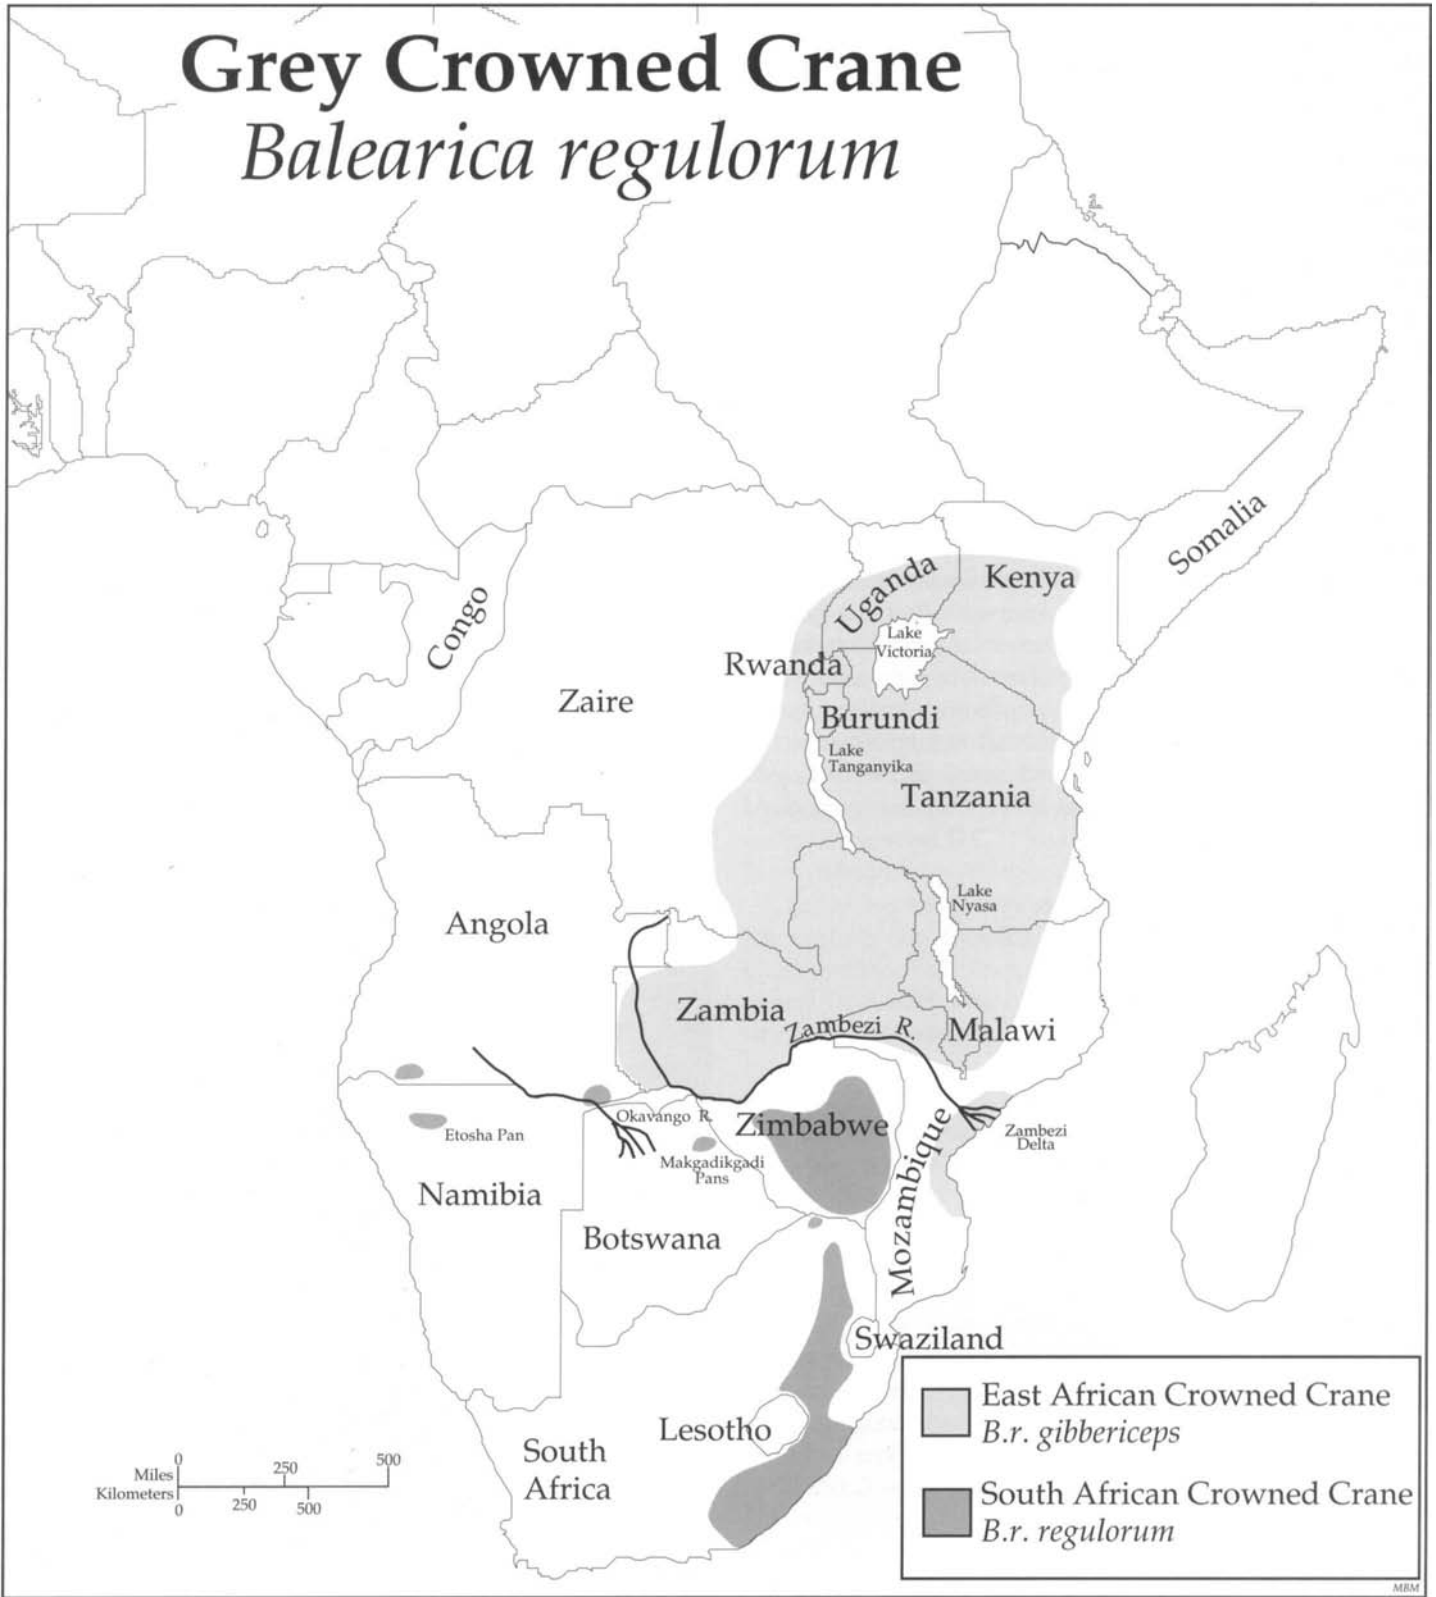 Grey Crowned Crane
Balearica regulorum
Somalia
Kenya
Uganda
Congo
Lake
Victoria
Rwanda
Zaire
Burundi
Lake
Tanganyika
Tanzania
Lake
Nyasa
Angola
Zambia
Zambezi R.
Malawi
Okavango R.
Zimbabwe
Etosha Pan
Zambezi
Delta
Makgadikgadi
Pans
Mozambique
Namibia
Botswana
Swaziland
Lesotho
South
Africa
0 250 500
Miles
Kilometers
0 250 500
East African Crowned Crane
B.r. gibbericeps
South African Crowned Crane
B.r. regulorum
MBM